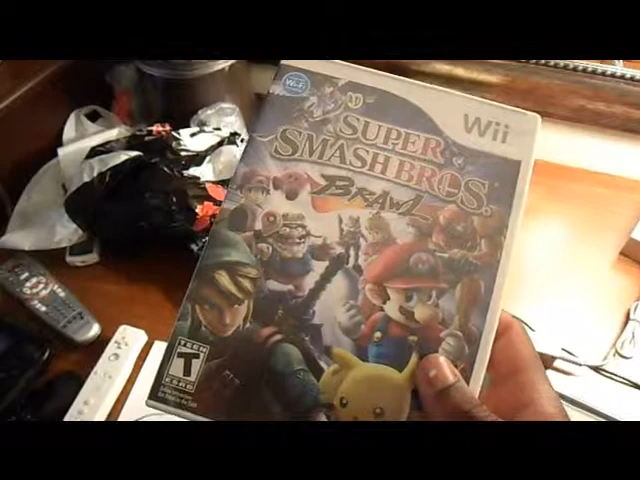 Wi-Fi
Wii
SUPER
SMASH BROS.
BRAWL
TEEN
T
ESRB